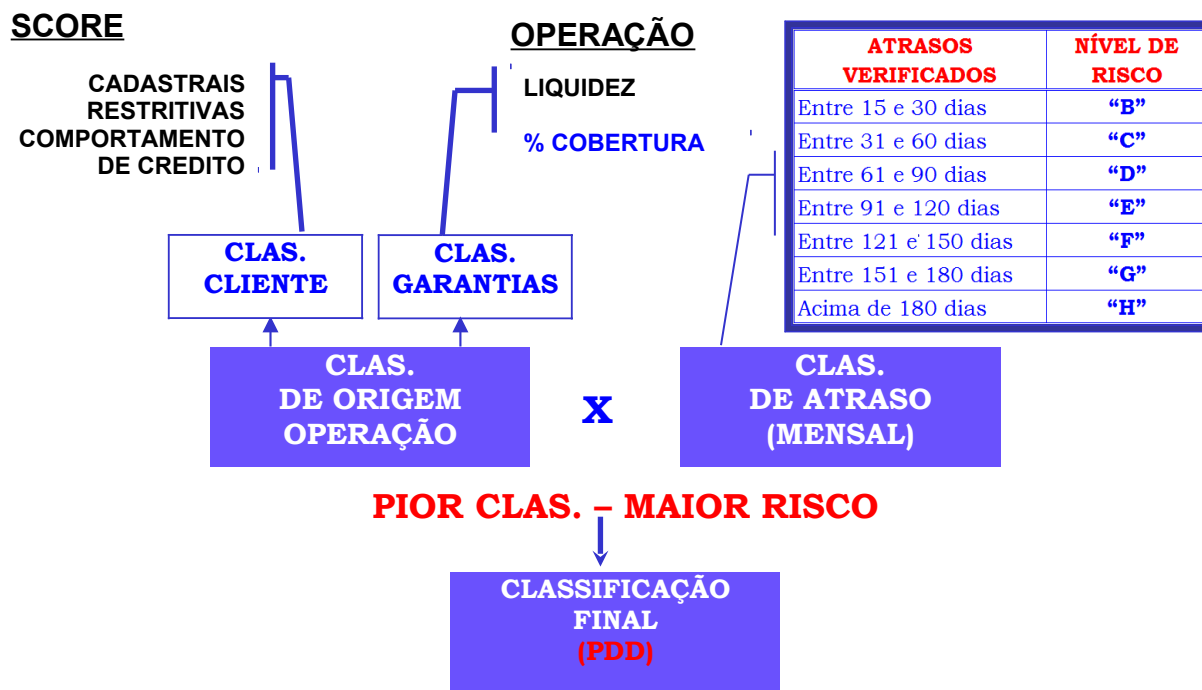 SCORE
CADASTRAIS
RESTRITIVAS
COMPORTAMENTO
DE CREDITO
OPERAÇÃO
LIQUIDEZ
% COBERTURA
ATRASOS VERIFICADOS NÍVEL DE RISCO
Entre 15 e 30 dias “B”
Entre 31 e 60 dias “C”
Entre 61 e 90 dias “D”
Entre 91 e 120 dias “E”
Entre 121 e 150 dias “F”
Entre 151 e 180 dias “G”
Acima de 180 dias “H”
CLAS.
CLIENTE
CLAS.
GARANTIAS
CLAS.
DE ORIGEM
OPERAÇÃO
X
CLAS.
DE ATRASO
(MENSAL)
PIOR CLAS. – MAIOR RISCO
CLASSIFICAÇÃO
FINAL
(PDD)